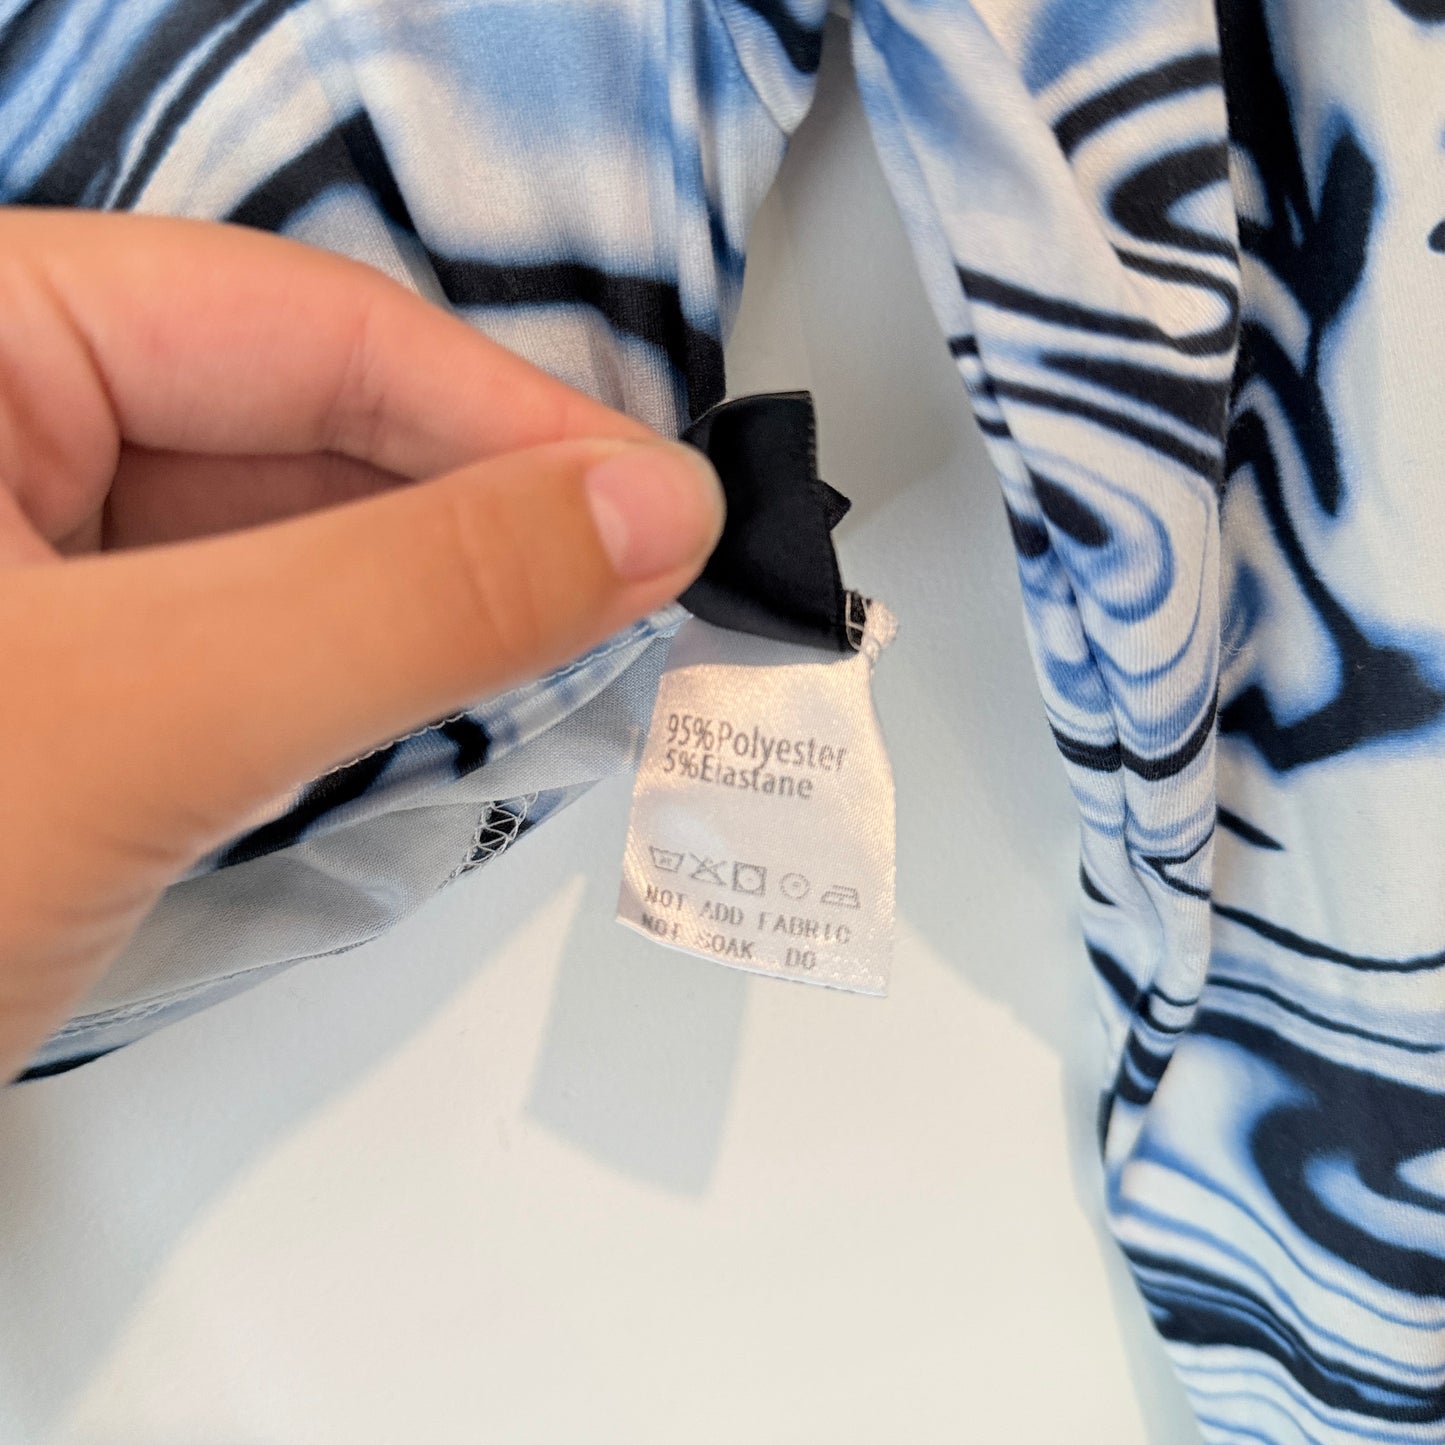 95%Polyester
5%Elastane
NOT ADD FABRIC
NOT SOAK DO